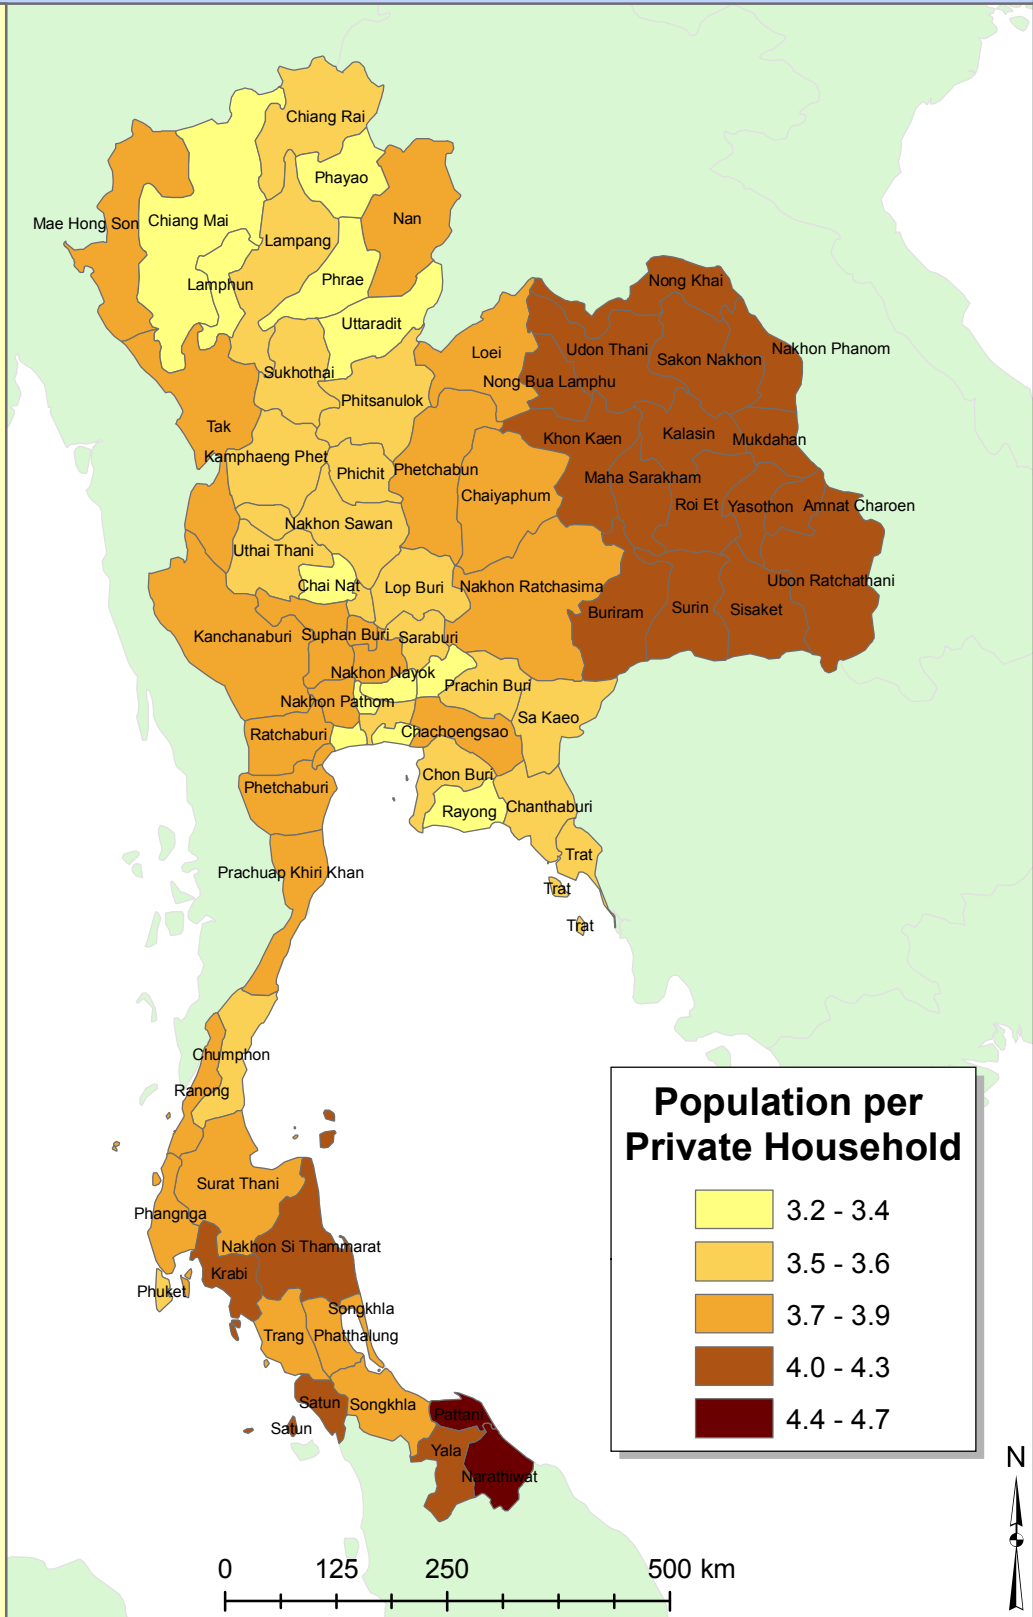 Chiang Rai
Phayao
Mae Hong Son
Chiang Mai
Nan
Lampang
Lamphun
Phrae
Nong Khai
Uttaradit
Loei
Udon Thani
Nakhon Phanom
Sakon Nakhon
Sukhothai
Nong Bua Lamphu
Phitsanulok
Tak
Khon Kaen
Kalasin
Mukdahan
Kamphaeng Phet
Phichit
Phetchabun
Maha Sarakham
Chaiyaphum
Roi Et
Yasothon
Amnat Charoen
Nakhon Sawan
Uthai Thani
Chai Nat
Lop Buri
Nakhon Ratchasima
Ubon Ratchathani
Buriram
Surin
Sisaket
Kanchanaburi
Suphan Buri
Saraburi
Nakhon Nayok
Prachin Buri
Nakhon Pathom
Sa Kaeo
Ratchaburi
Chachoengsao
Chon Buri
Phetchaburi
Rayong
Chanthaburi
Trat
Prachuap Khiri Khan
Trat
Trat
Chumphon
Ranong
Surat Thani
Phangnga
Nakhon Si Thammarat
Krabi
Phuket
Songkhla
Trang
Phatthalung
Satun
Songkhla
Pattani
Satun
Yala
Narathiwat
Population per
Private Household
3.2 - 3.4
3.5 - 3.6
3.7 - 3.9
4.0 - 4.3
4.4 - 4.7
N
0 125 250 500 km